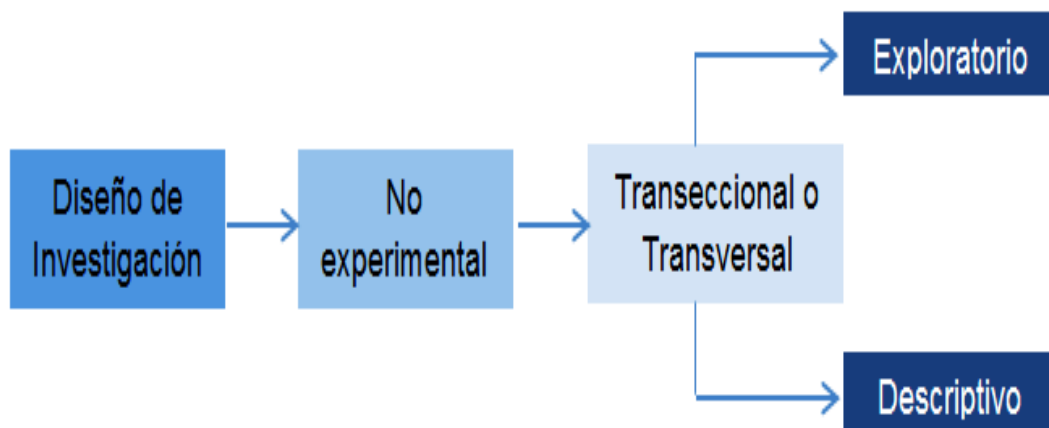 Exploratorio
Diseño de
Investigación
No
experimental
Transeccional o
Transversal
Descriptivo